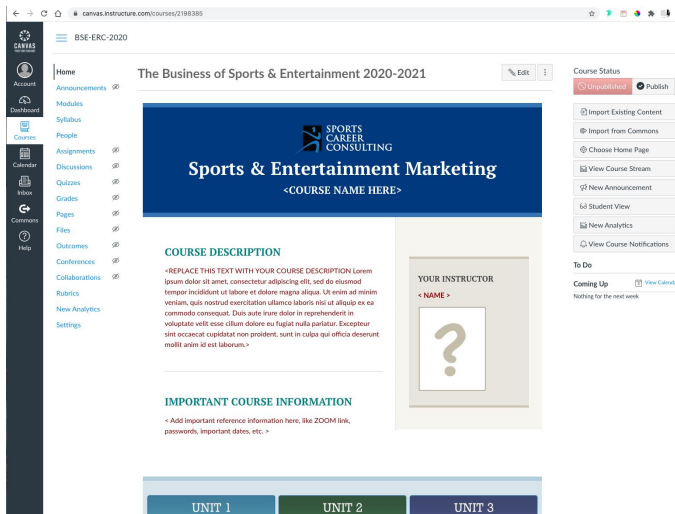 canvas.instructure.com/courses/2198385
CANVAS
Account
Dashboard
Courses
Calendar
Inbox
Commons
Help
BSE-ERC-2020
Home
Announcements
Modules
Syllabus
People
Assignments
Discussions
Quizzes
Grades
Pages
Files
Outcomes
Conferences
Collaborations
Rubrics
New Analytics
Settings
The Business of Sports & Entertainment 2020-2021
Edit
SPORTS
CAREER
CONSULTING
Sports & Entertainment Marketing
<COURSE NAME HERE>
COURSE DESCRIPTION
<REPLACE THIS TEXT WITH YOUR COURSE DESCRIPTION Lorem
ipsum dolor sit amet, consectetur adipiscing elit, sed do eiusmod
tempor incididunt ut labore et dolore magna aliqua. Ut enim ad minim
veniam, quis nostrud exercitation ullamco laboris nisi ut aliquip ex ea
commodo consequat. Duis aute irure dolor in reprehenderit in
voluptate velit esse cillum dolore eu fugiat nulla pariatur. Excepteur
sint occaecat cupidatat non proident, sunt in culpa qui officia deserunt
mollit anim id est laborum.>
IMPORTANT COURSE INFORMATION
< Add important reference information here, like ZOOM link,
passwords, important dates, etc. >
YOUR INSTRUCTOR
< NAME >
?
UNIT 1
UNIT 2
UNIT 3
Course Status
Unpublished
Publish
Import Existing Content
Import from Commons
Choose Home Page
View Course Stream
New Announcement
Student View
New Analytics
View Course Notifications
To Do
Coming Up
View Calenda
Nothing for the next week